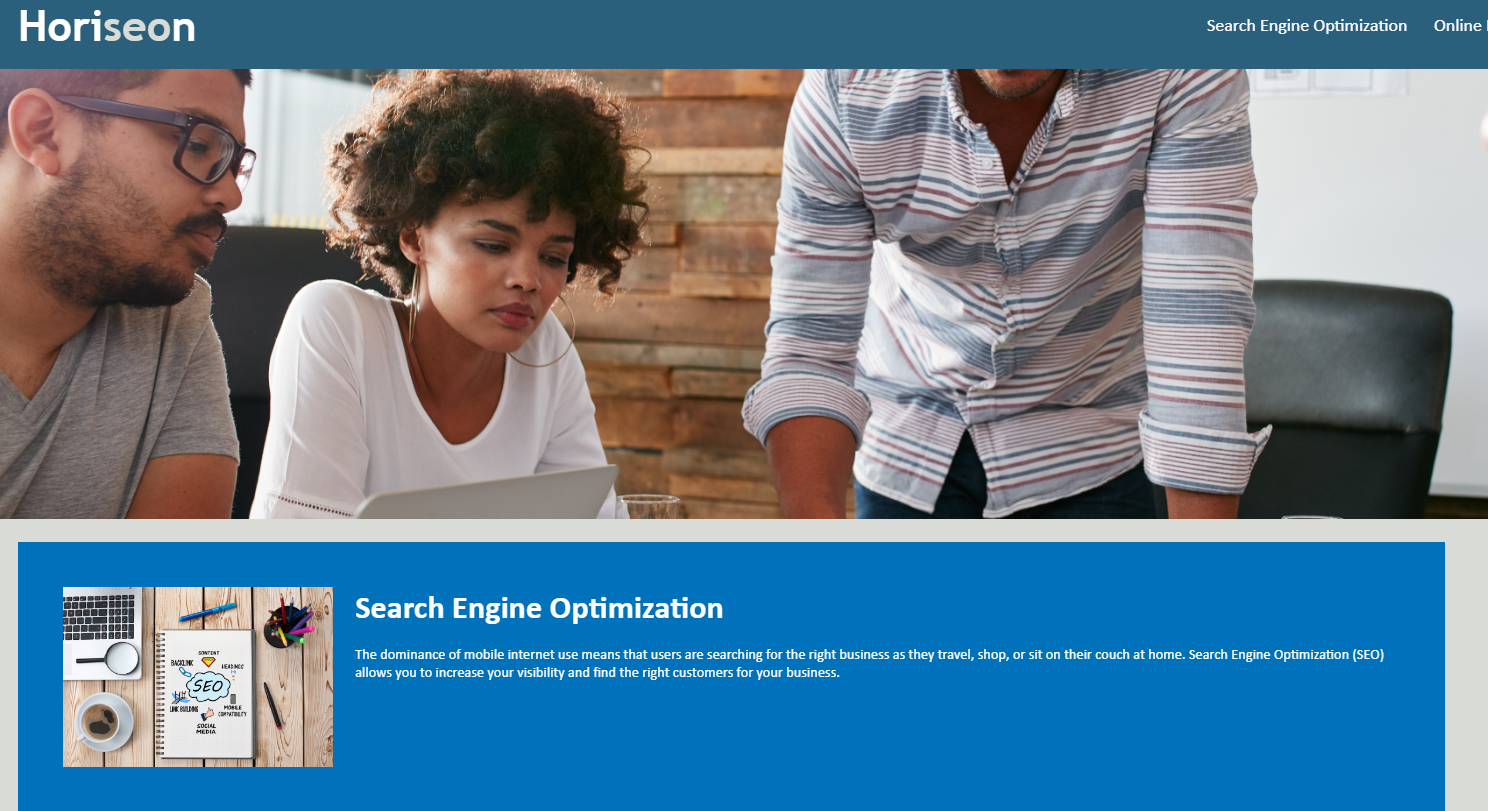 Horiseon
Search Engine Optimization
Online
Search Engine Optimization
The dominance of mobile internet use means that users are searching for the right business as they travel, shop, or sit on their couch at home. Search Engine Optimization (SEO)
allows you to increase your visibility and find the right customers for your business.
CONTENT
BACKLINK
HEADINGS
SEO
LINK BUILDING
MOBILE
COMPATIBILITY
SOCIAL
MEDIA